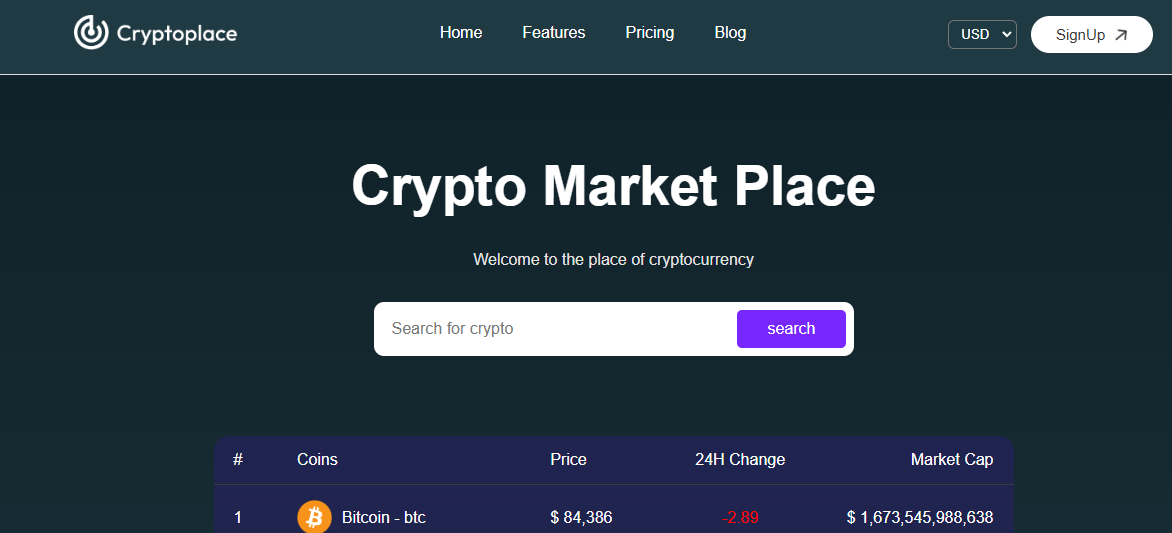 Cryptoplace Home Features Pricing Blog USD SignUp
Crypto Market Place
Welcome to the place of cryptocurrency
Search for crypto search
# Coins Price 24H Change Market Cap
1 Bitcoin - btc $ 84,386 -2.89 $ 1,673,545,988,638